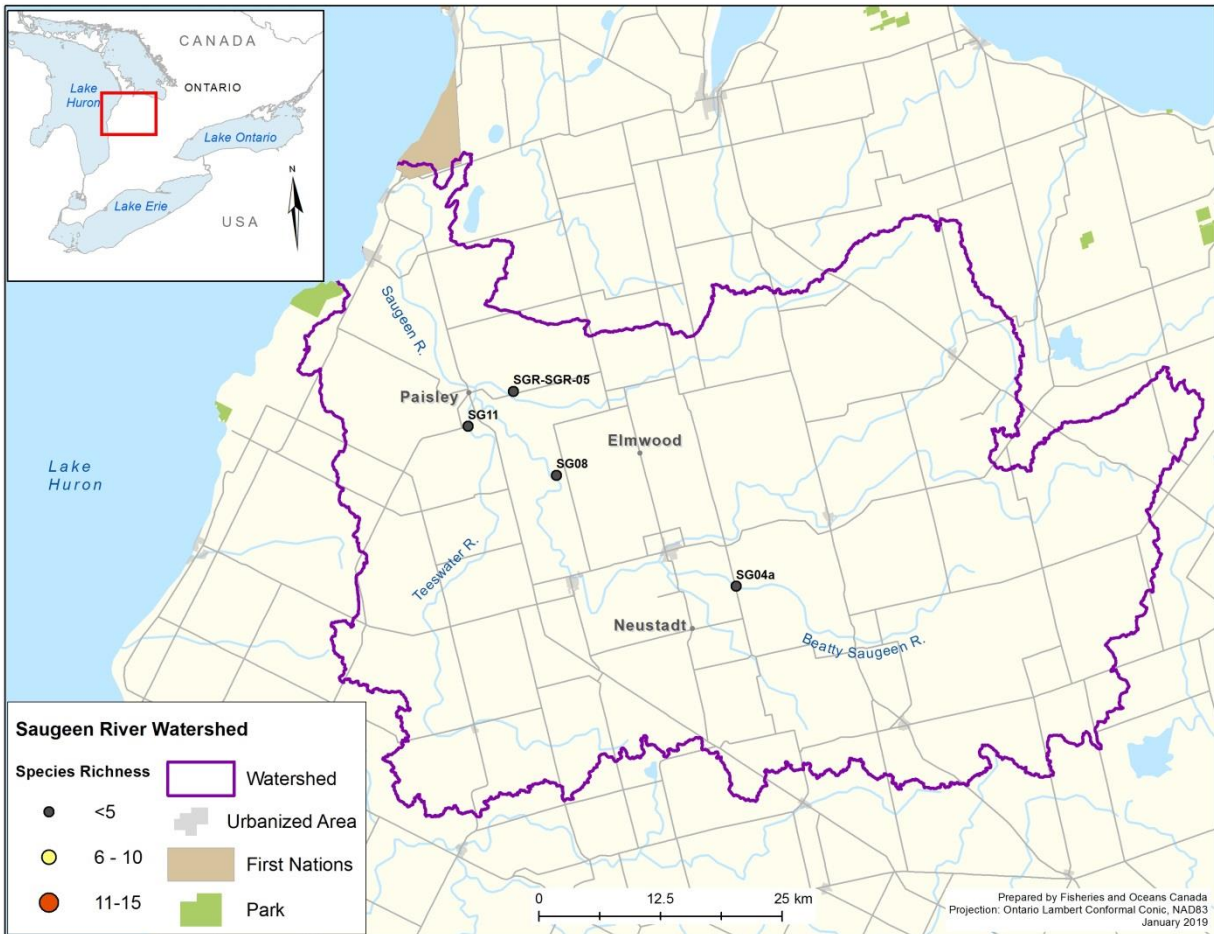 CANADA
ONTARIO
Lake
Huron
Lake Ontario
N
Lake Erie
USA
Saugeen R.
SGR-SGR-05
Paisley
SG11
Elmwood
SG08
Lake
Huron
Teeswater R.
SG04a
Neustadt
Beatty Saugeen R.
Saugeen River Watershed
Species Richness
<5
6 - 10
11-15
Watershed
Urbanized Area
First Nations
Park
0 12.5 25 km
Prepared by Fisheries and Oceans Canada
Projection: Ontario Lambert Conformal Conic, NAD83
January 2019